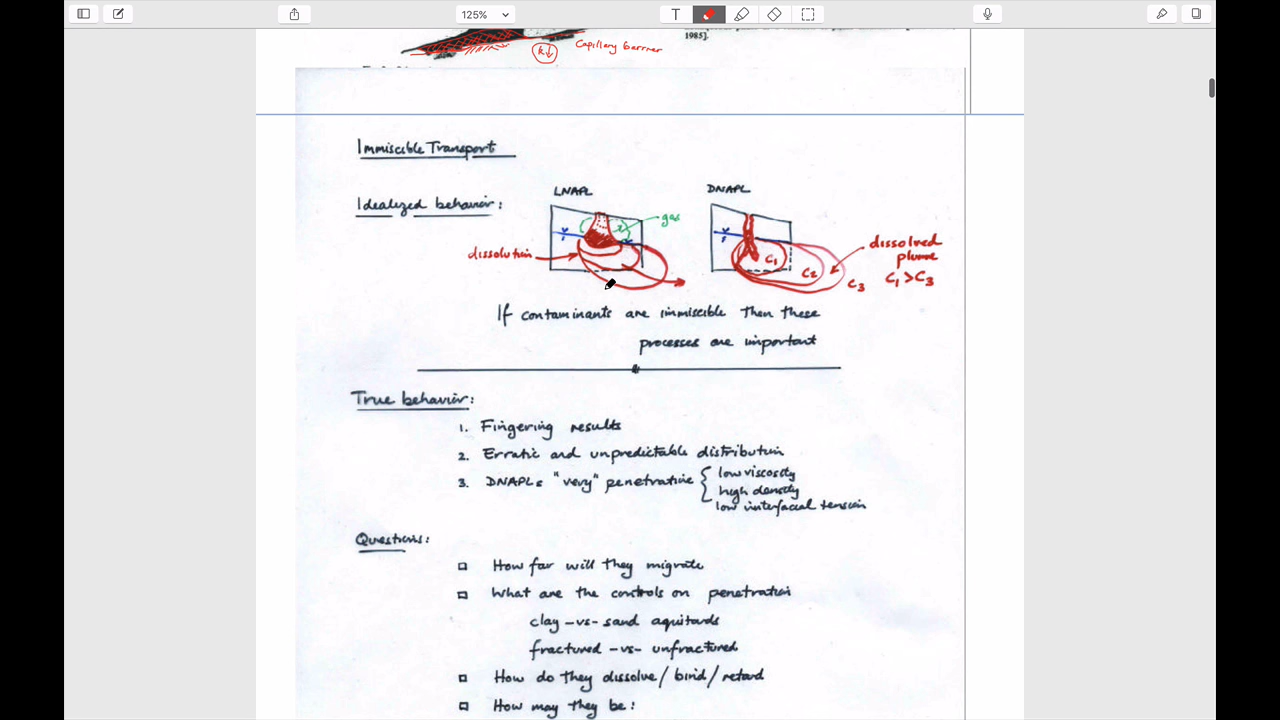 125%
T
1985].
k↓
Capillary barrier
Immiscible Transport
LNAPL
DNAPL
Idealized behavior:
gas
dissolution
dissolved
plume
C1
C2
C3
C1 > C3
If contaminants are immiscible then these
processes are important
True behavior:
1. Fingering results
2. Erratic and unpredictable distribution
3. DNAPLs "very" penetrative
low viscosity
high density
low interfacial tension
Questions:
How far will they migrate
What are the controls on penetration
clay -vs- sand aquitards
fractured -vs- unfractured
How do they dissolve/bind/retard
How may they be: